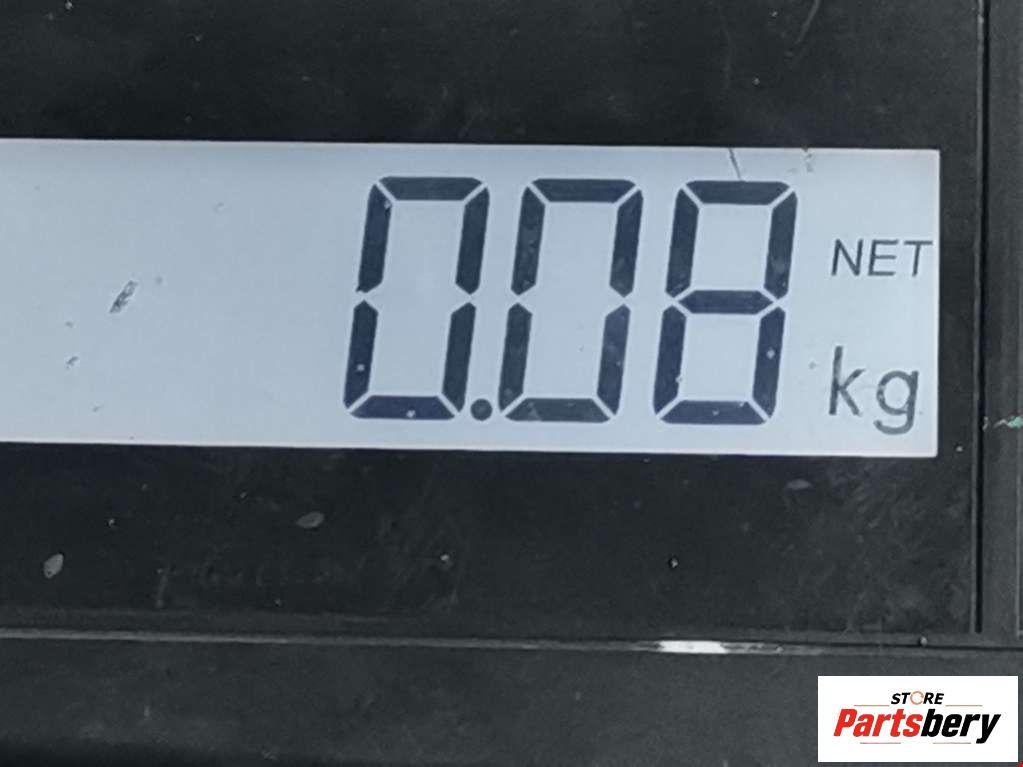 0.08 NET
kg
STORE
Partsbery